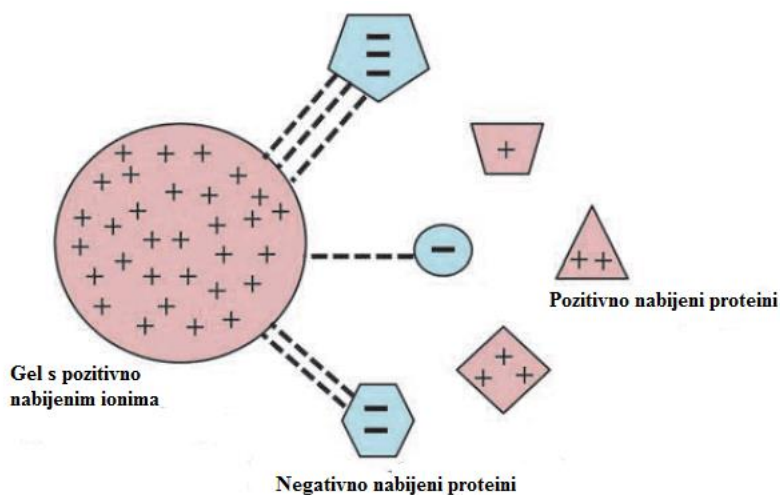 Pozitivno nabijeni proteini
Gel s pozitivno
nabijenim ionima
Negativno nabijeni proteini